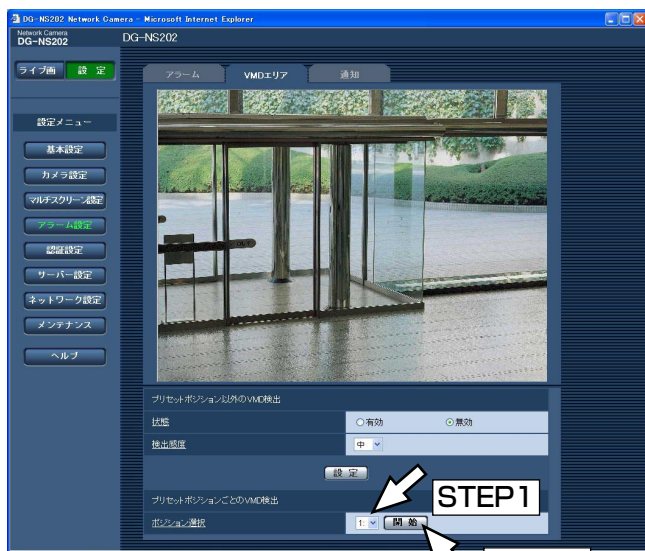 DG-NS202 Network Camera - Microsoft Internet Explorer
Network Camera
DG-NS202
DG-NS202
ライブ画 設 定
アラーム VMDエリア 通知
設定メニュー
基本設定
カメラ設定
マルチスクリーン設定
アラーム設定
認証設定
サーバー設定
ネットワーク設定
メンテナンス
ヘルプ
プリセットポジション以外のVMD検出
状態 有効 無効
検出感度 中
設 定
プリセットポジションごとのVMD検出
STEP1
ポジション選択 1: 開 始